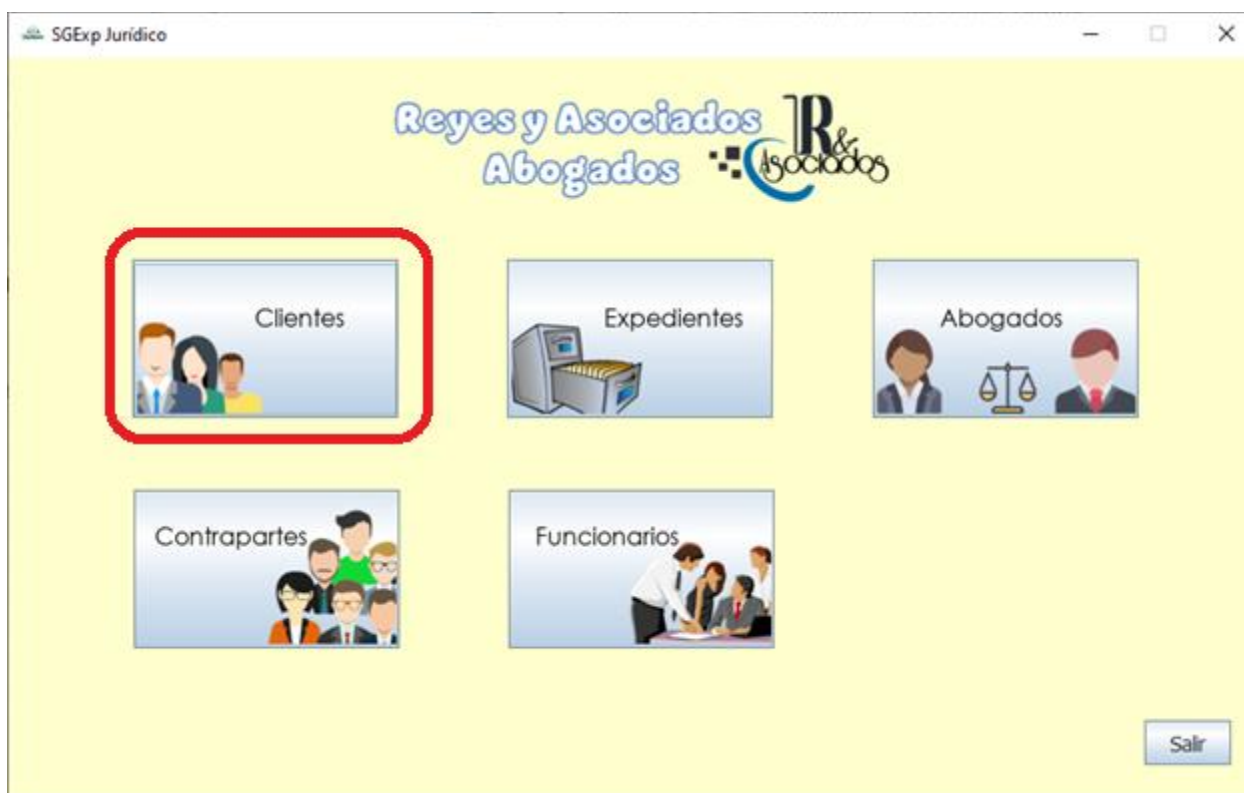 SGExp Jurídico
Reyes y Asociados
Abogados
R&
Asociados
Clientes
Expedientes
Abogados
Contrapartes
Funcionarios
Salir